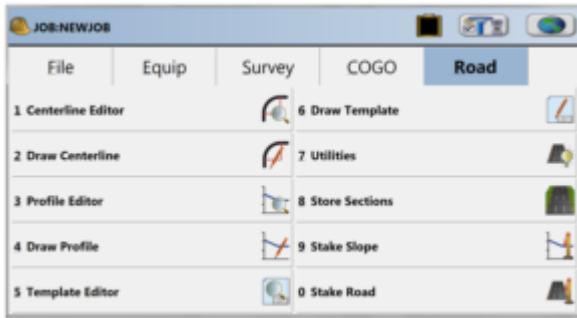 JOB:NEWJOB
File Equip Survey COGO Road
1 Centerline Editor
2 Draw Centerline
3 Profile Editor
4 Draw Profile
5 Template Editor
6 Draw Template
7 Utilities
8 Store Sections
9 Stake Slope
0 Stake Road